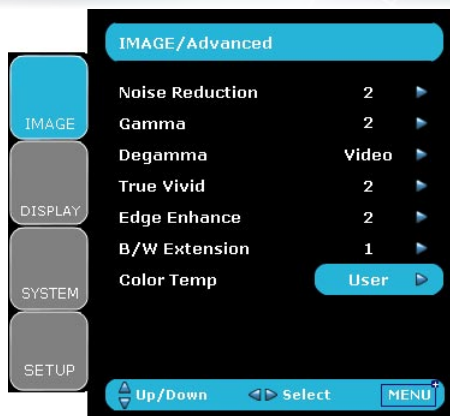 IMAGE/Advanced
IMAGE
DISPLAY
SYSTEM
SETUP
Noise Reduction 2
Gamma 2
Degamma Video
True Vivid 2
Edge Enhance 2
B/W Extension 1
Color Temp User
Up/Down Select MENU